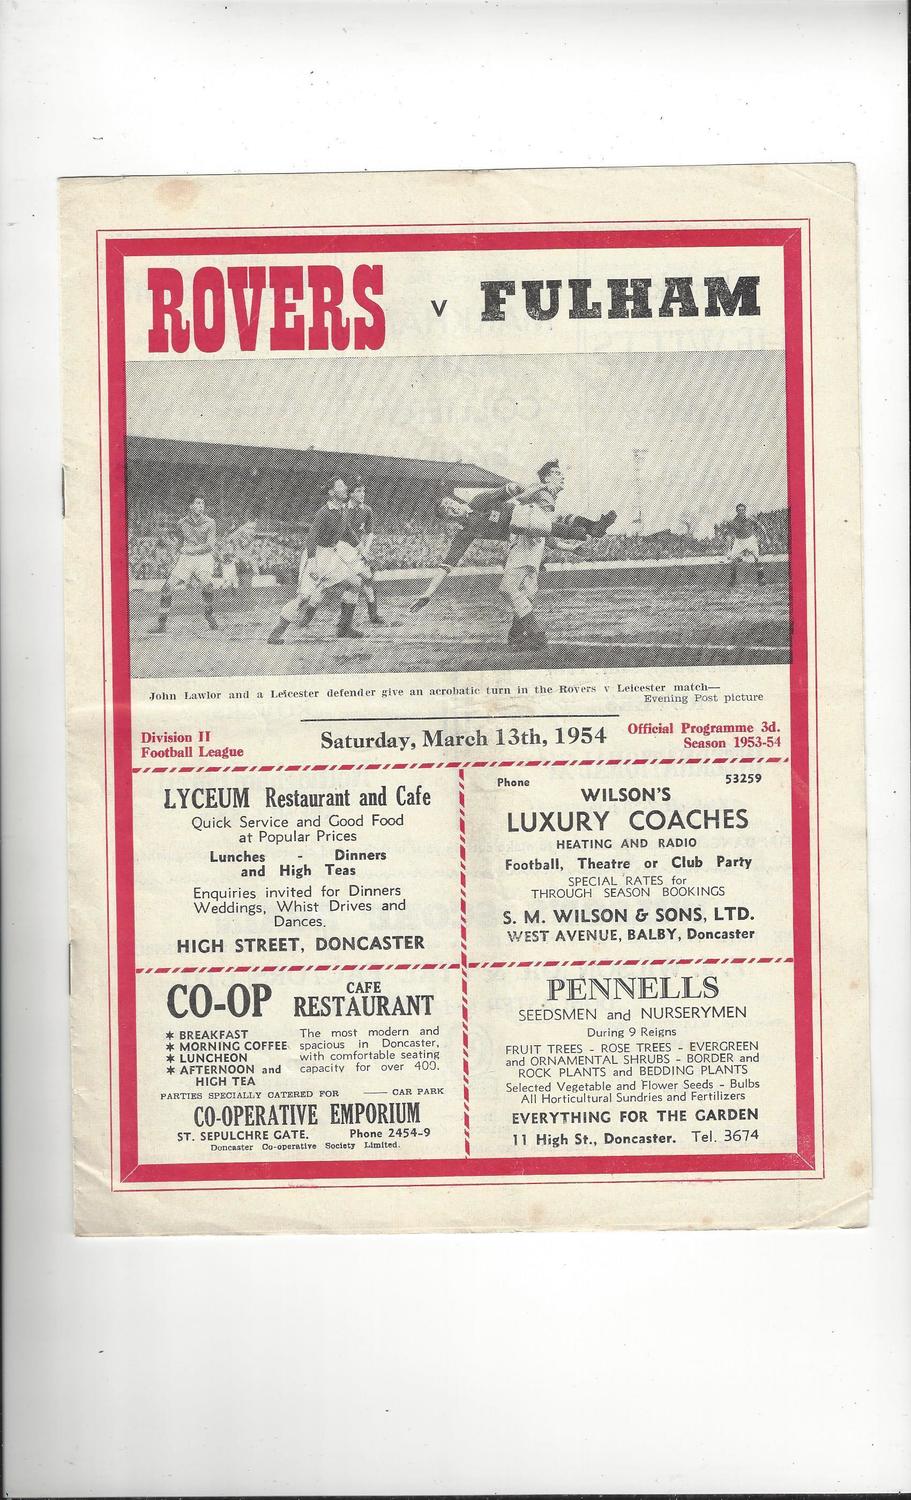 ROVERS v FULHAM
John Lawlor and a Leicester defender give an acrobatic turn in the Rovers v Leicester match—
Evening Post picture
Division II
Football League
Saturday, March 13th, 1954
Official Programme 3d.
Season 1953-54
LYCEUM Restaurant and Cafe
Quick Service and Good Food
at Popular Prices
Lunches - Dinners
and High Teas
Enquiries invited for Dinners
Weddings, Whist Drives and
Dances.
HIGH STREET, DONCASTER
Phone 53259
WILSON'S
LUXURY COACHES
HEATING AND RADIO
Football, Theatre or Club Party
SPECIAL RATES for
THROUGH SEASON BOOKINGS
S. M. WILSON & SONS, LTD.
WEST AVENUE, BALBY, Doncaster
CO-OP CAFE
RESTAURANT
* BREAKFAST
* MORNING COFFEE
* LUNCHEON
* AFTERNOON and
HIGH TEA
The most modern and
spacious in Doncaster,
with comfortable seating
capacity for over 400.
PARTIES SPECIALLY CATERED FOR —— CAR PARK
CO-OPERATIVE EMPORIUM
ST. SEPULCHRE GATE. Phone 2454-9
Doncaster Co-operative Society Limited.
PENNELLS
SEEDSMEN and NURSERYMEN
During 9 Reigns
FRUIT TREES - ROSE TREES - EVERGREEN
and ORNAMENTAL SHRUBS - BORDER and
ROCK PLANTS and BEDDING PLANTS
Selected Vegetable and Flower Seeds - Bulbs
All Horticultural Sundries and Fertilizers
EVERYTHING FOR THE GARDEN
11 High St., Doncaster. Tel. 3674